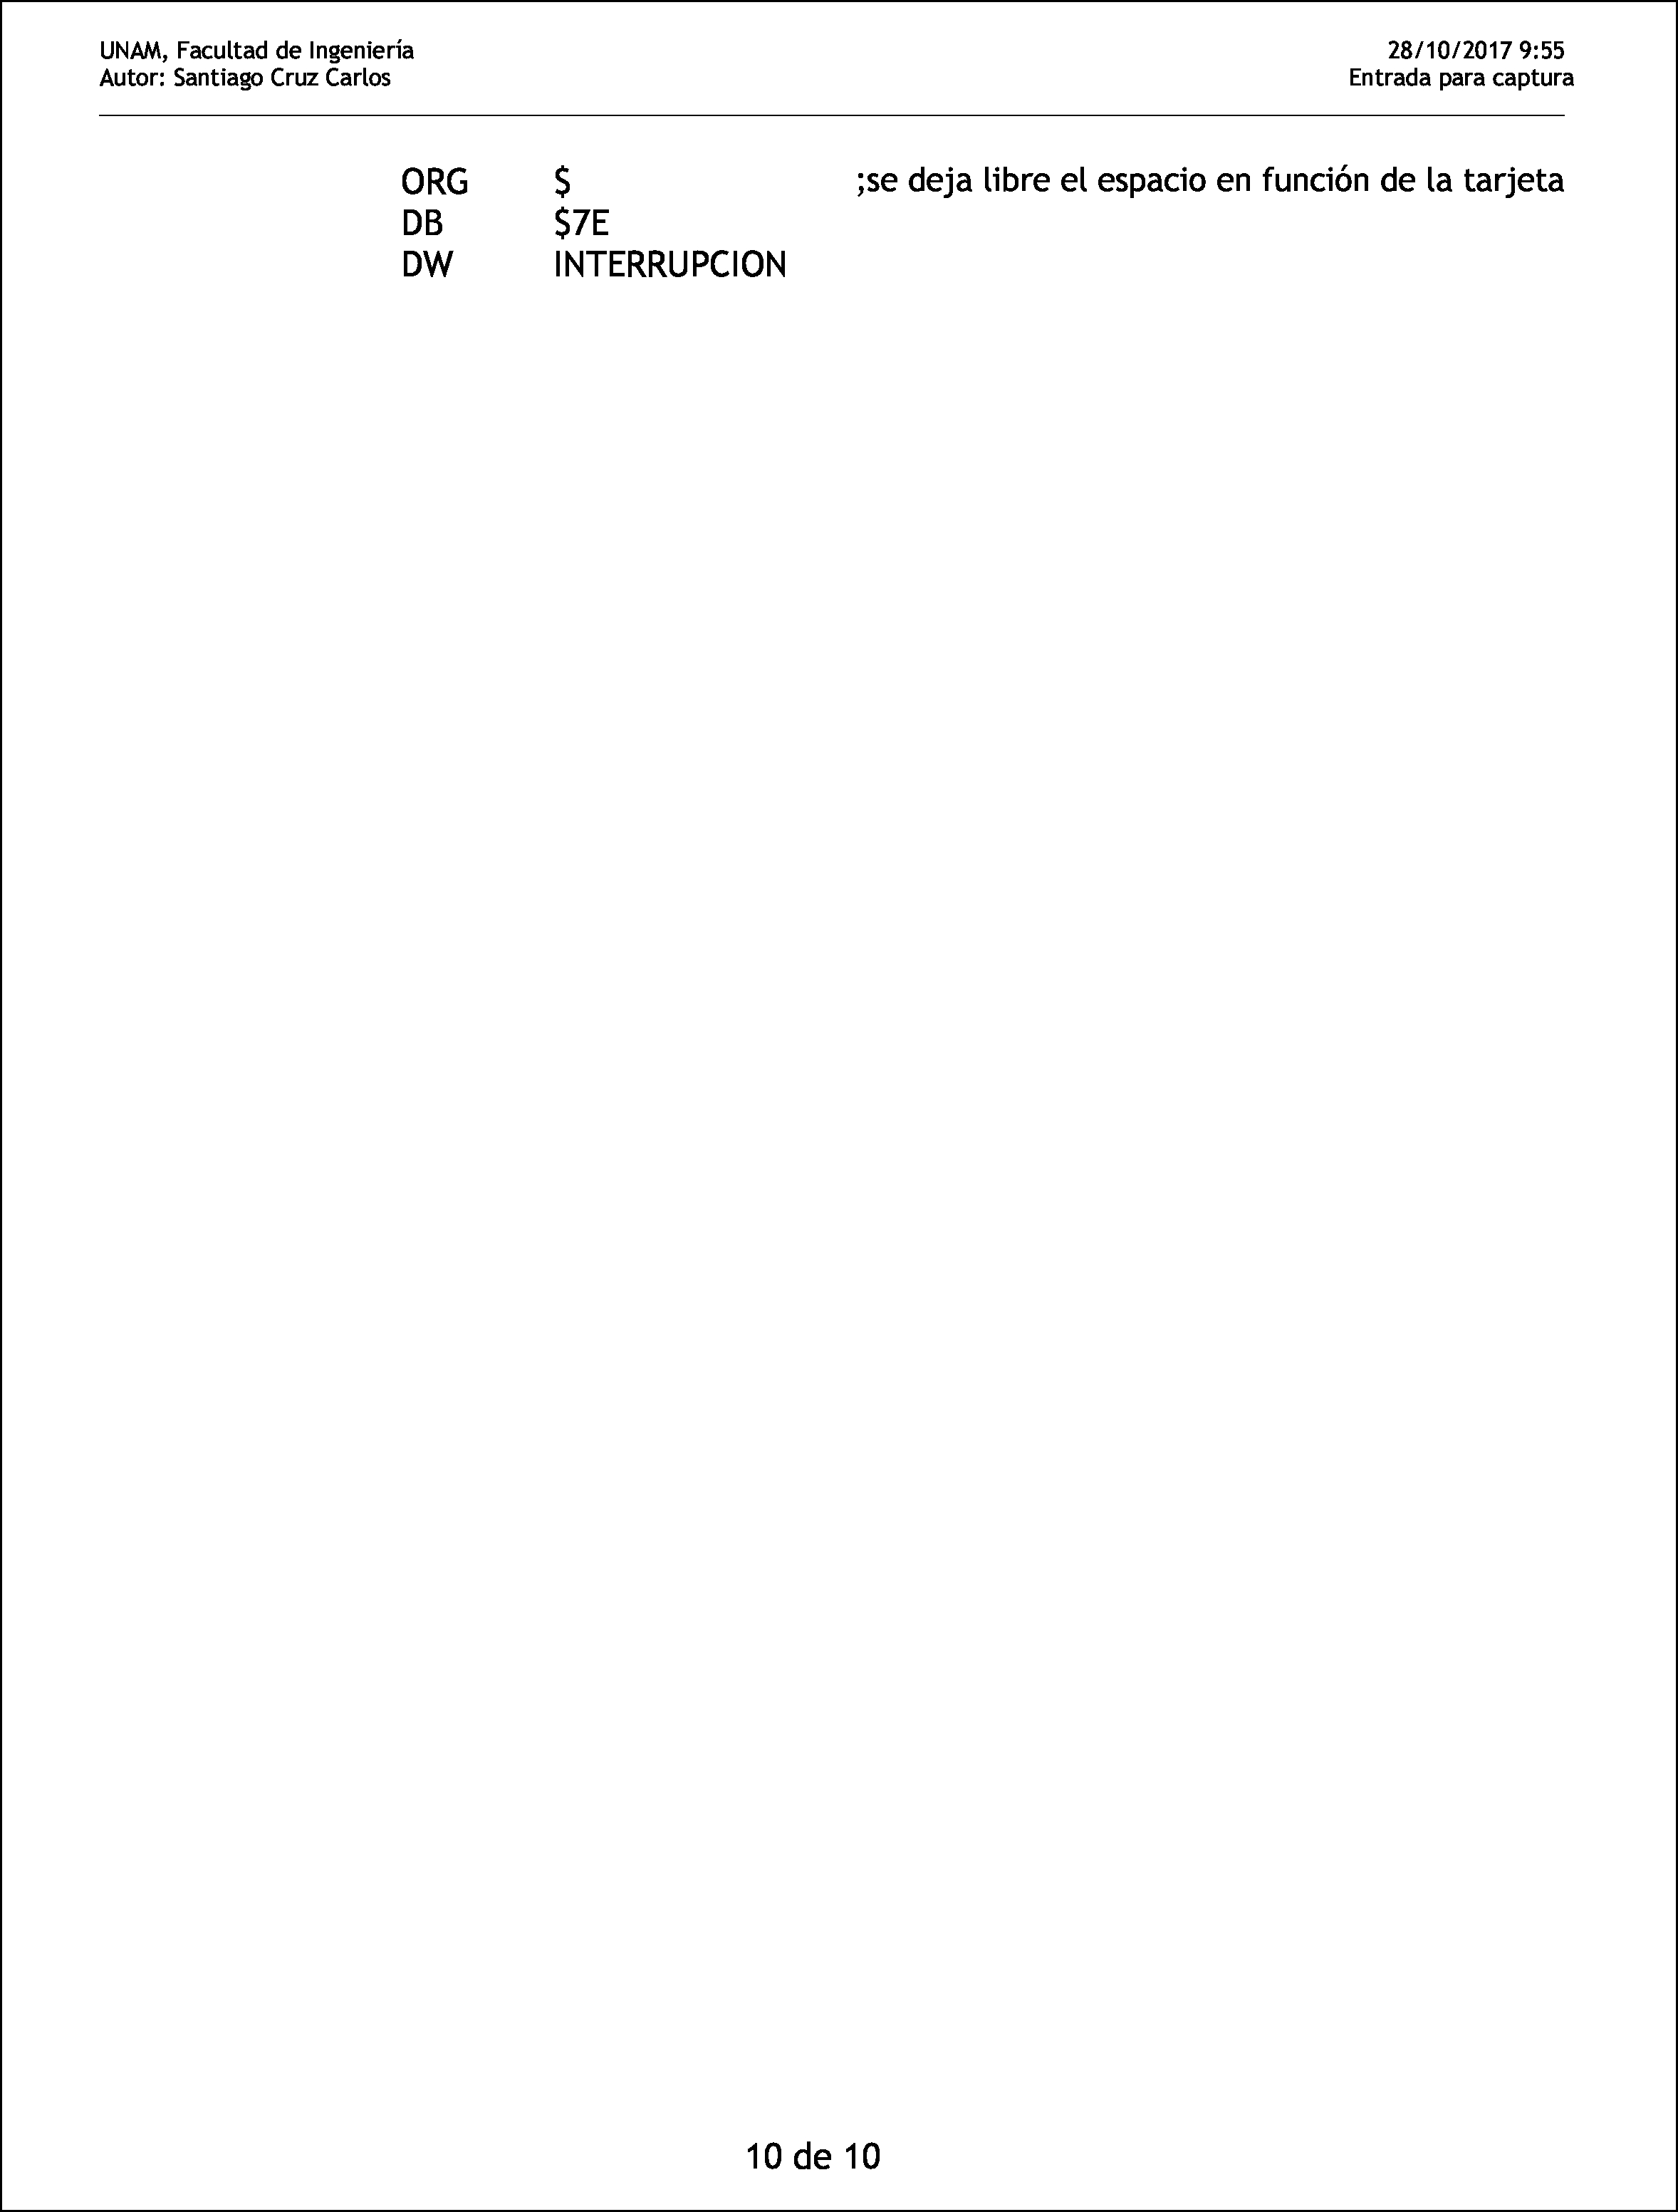 UNAM, Facultad de Ingeniería 28/10/2017 9:55
Autor: Santiago Cruz Carlos Entrada para captura
ORG $ ;se deja libre el espacio en función de la tarjeta
DB $7E
DW INTERRUPCION
10 de 10